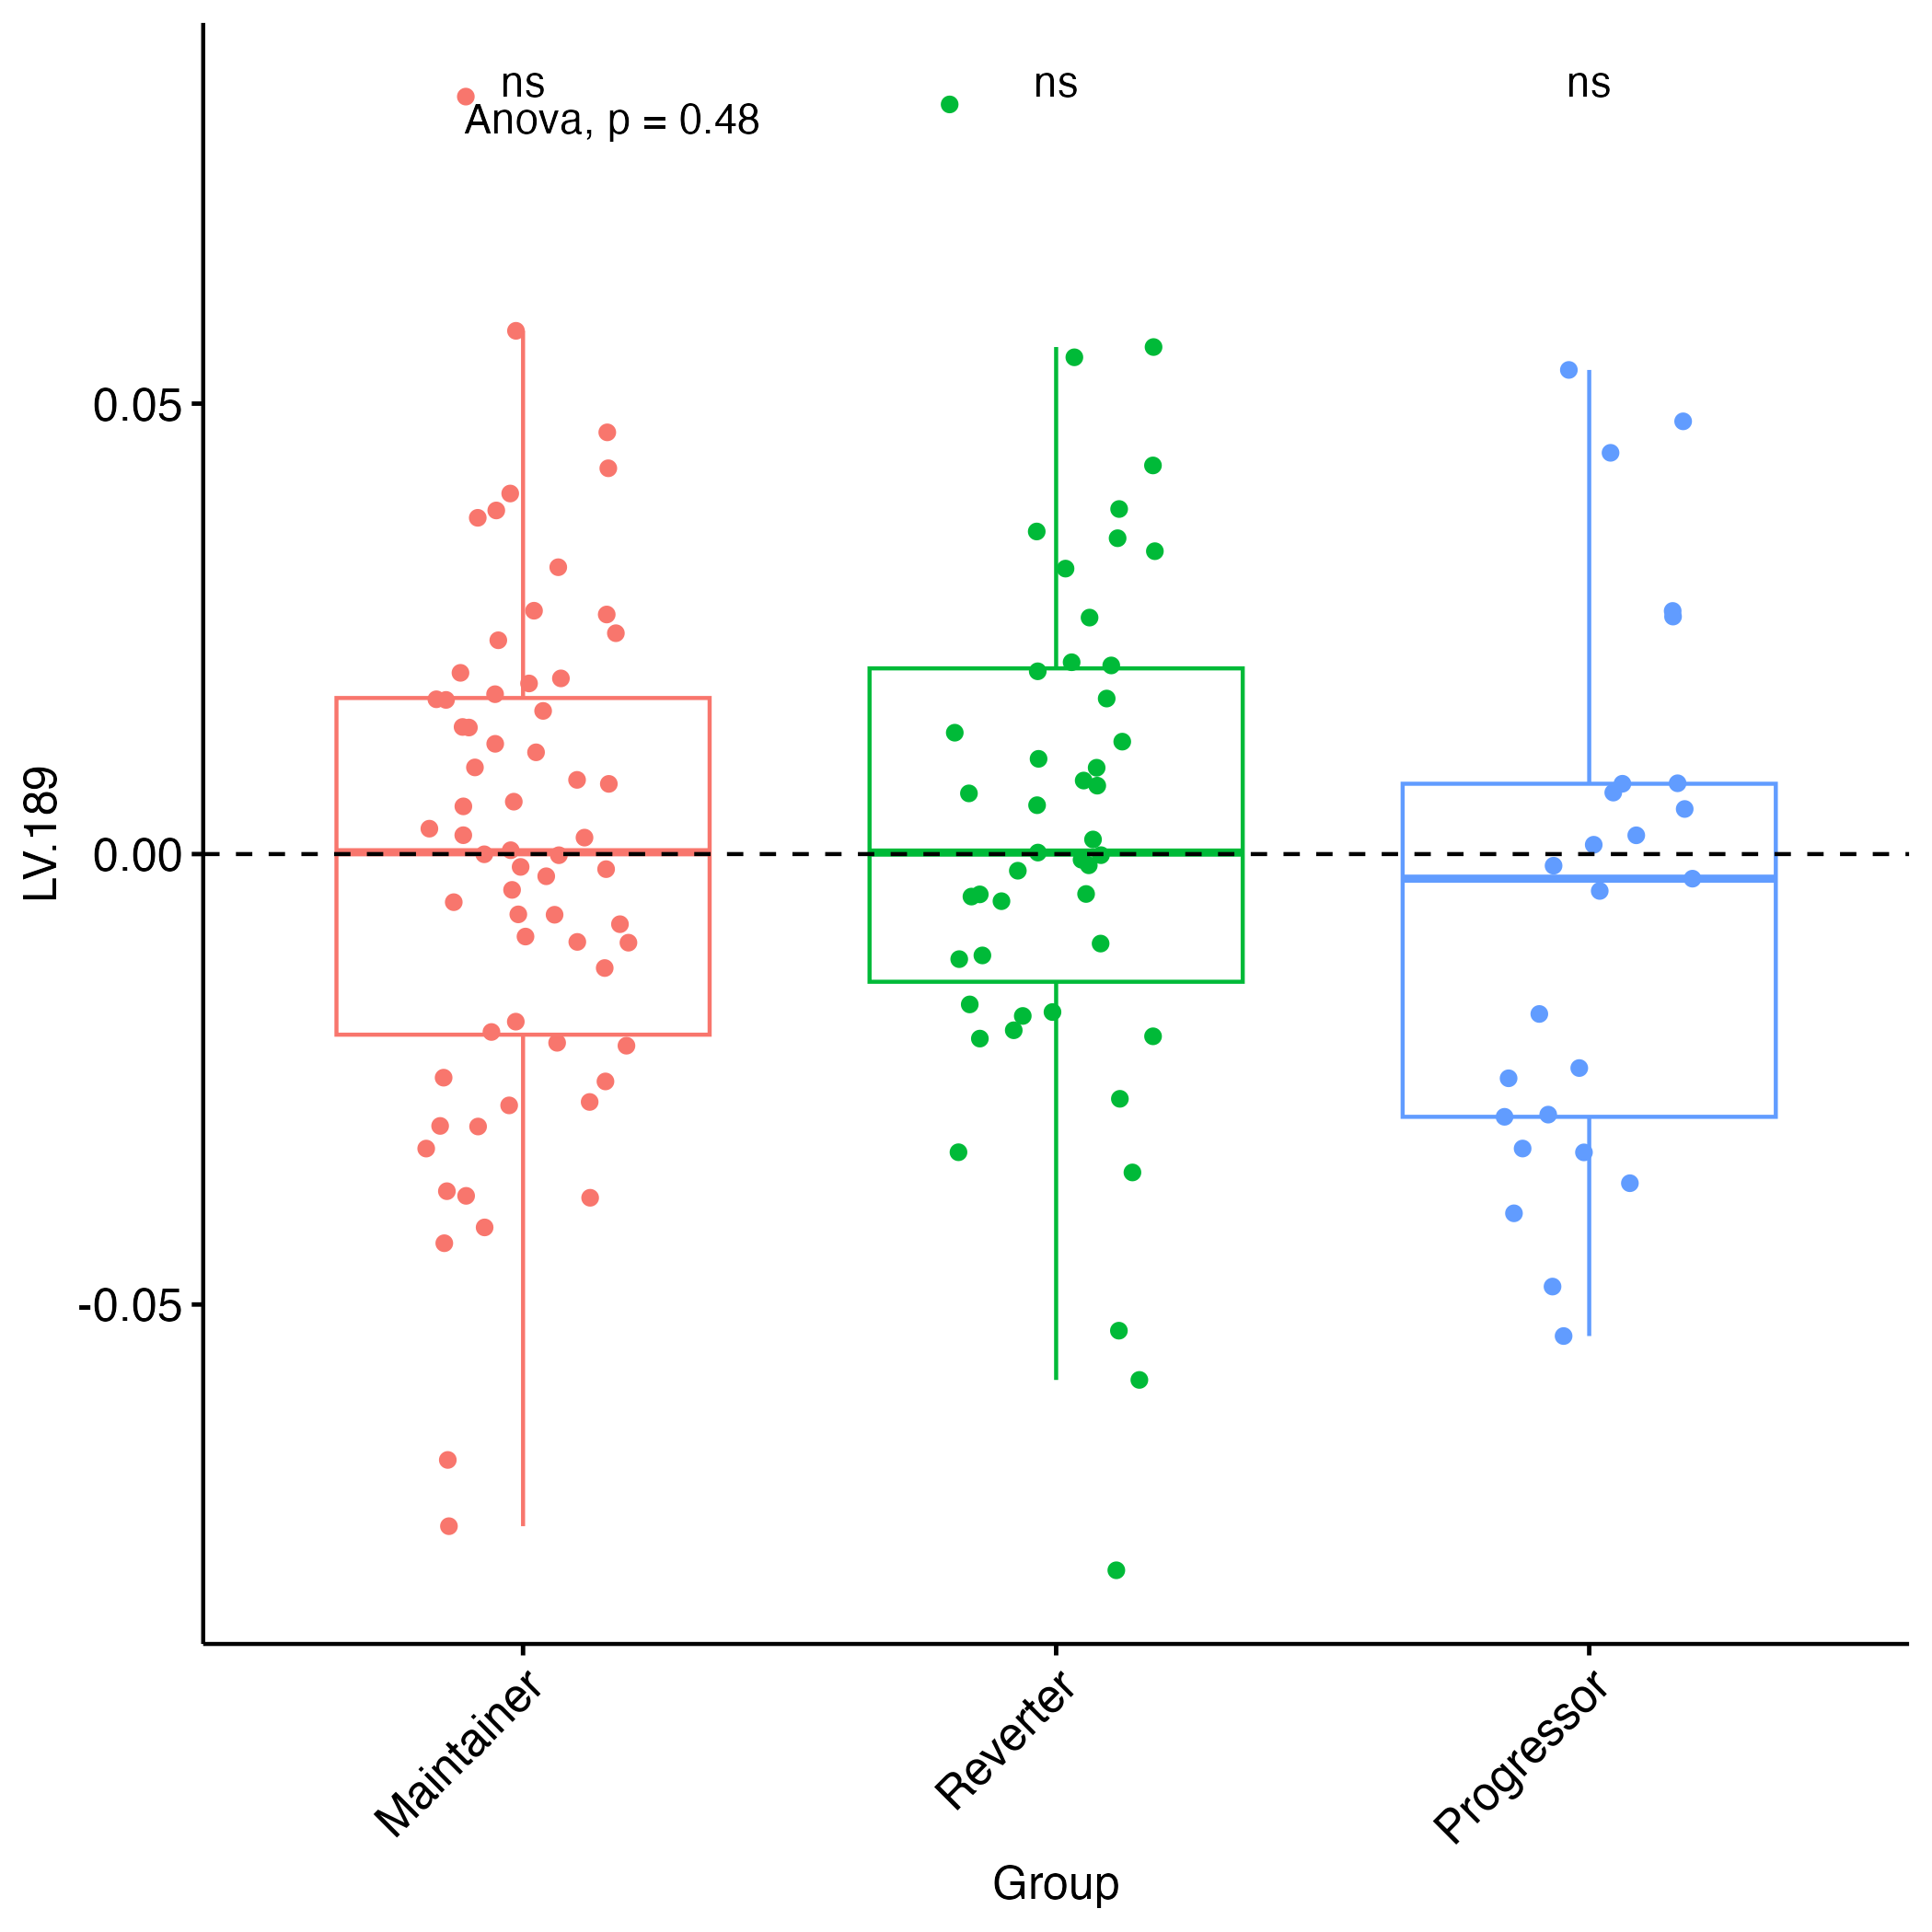 ns ns ns
Anova, p = 0.48
0.05
0.00
-0.05
LV.189
Maintainer Reverter Progressor
Group